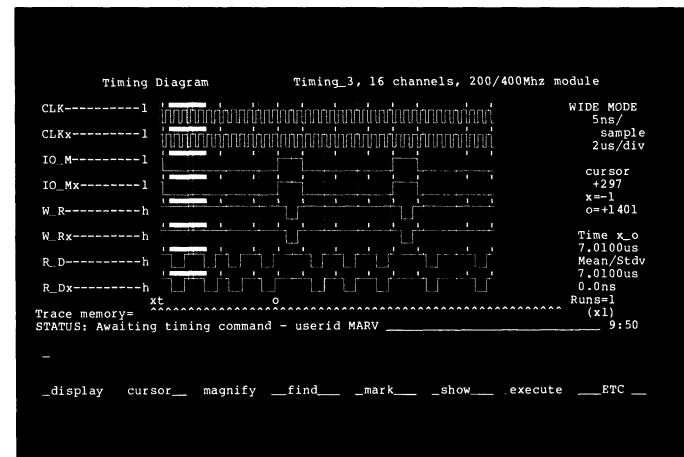 Timing Diagram Timing_3, 16 channels, 200/400Mhz module
CLK----------l WIDE MODE
5ns/
CLKx---------l sample
2us/div
IO_M---------l
cursor
IO_Mx--------l +297
x=-1
W_R----------h o=+1401
W_Rx---------h Time x_o
7.0100us
R_D----------h Mean/Stdv
7.0100us
R_Dx---------h 0.0ns
xt o Runs=1
Trace memory= ^^^^^^^^^^^^^^^^^^^^^^^^^^^^^^^^^^^^^^^^^^^^^^^^^^^^^^^^^^^^ (x1)
STATUS: Awaiting timing command - userid MARV ______________________________ 9:50
_
_display cursor__ magnify __find___ _mark___ _show___ _execute ___ETC __